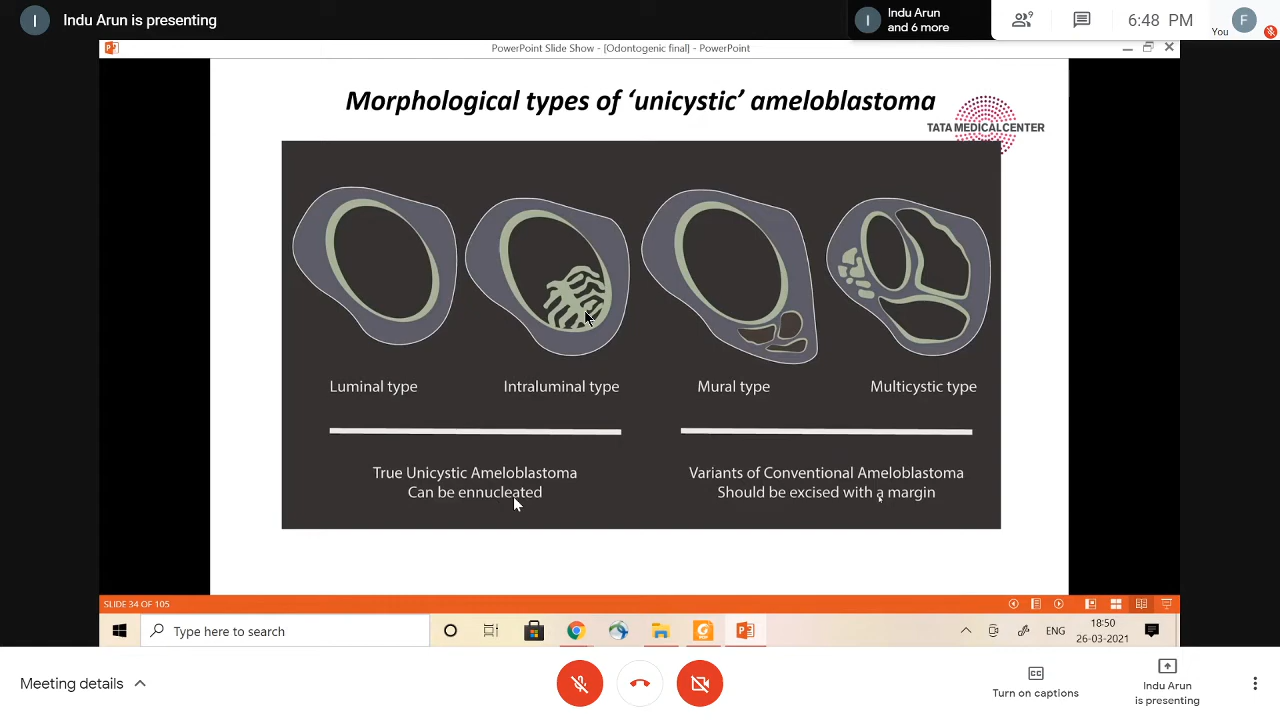 I
Indu Arun is presenting
I
Indu Arun
and 6 more
9
6:48 PM
You
F
PowerPoint Slide Show - [Odontogenic final] - PowerPoint
Morphological types of ‘unicystic’ ameloblastoma
TATA MEDICAL CENTER
Luminal type
Intraluminal type
Mural type
Multicystic type
True Unicystic Ameloblastoma
Can be ennucleated
Variants of Conventional Ameloblastoma
Should be excised with a margin
SLIDE 34 OF 105
Type here to search
ENG
18:50
26-03-2021
Meeting details
CC
Turn on captions
Indu Arun
is presenting